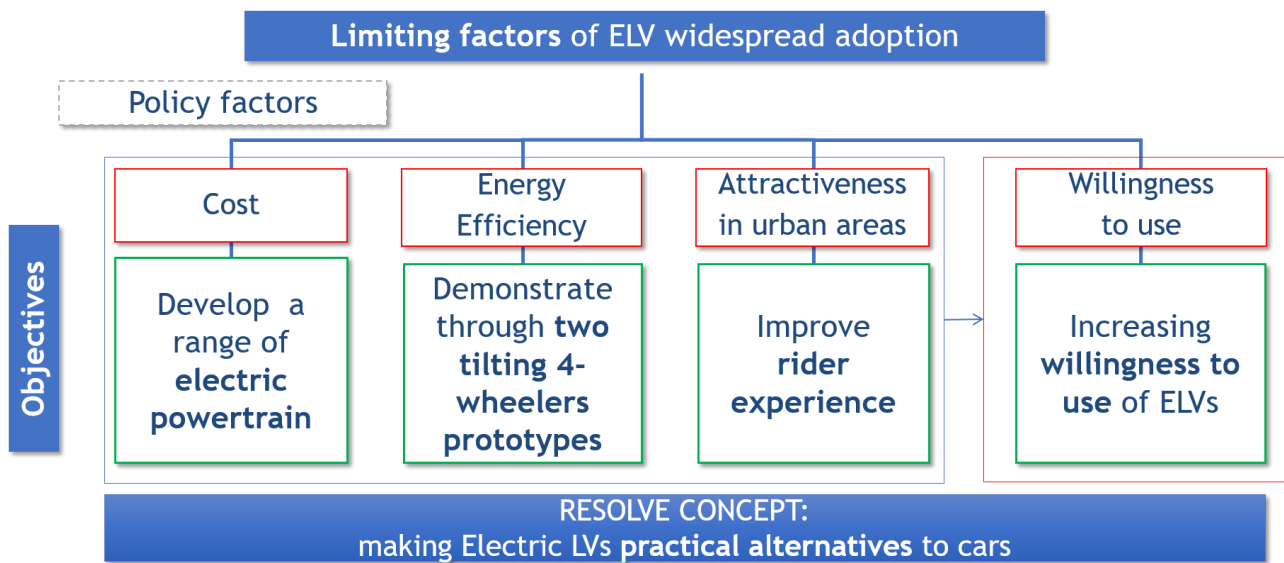 Limiting factors of ELV widespread adoption
Policy factors
Cost
Energy
Efficiency
Attractiveness
in urban areas
Willingness
to use
Objectives
Develop a
range of
electric
powertrain
Demonstrate
through two
tilting 4-
wheelers
prototypes
Improve
rider
experience
Increasing
willingness to
use of ELVs
RESOLVE CONCEPT:
making Electric LVs practical alternatives to cars